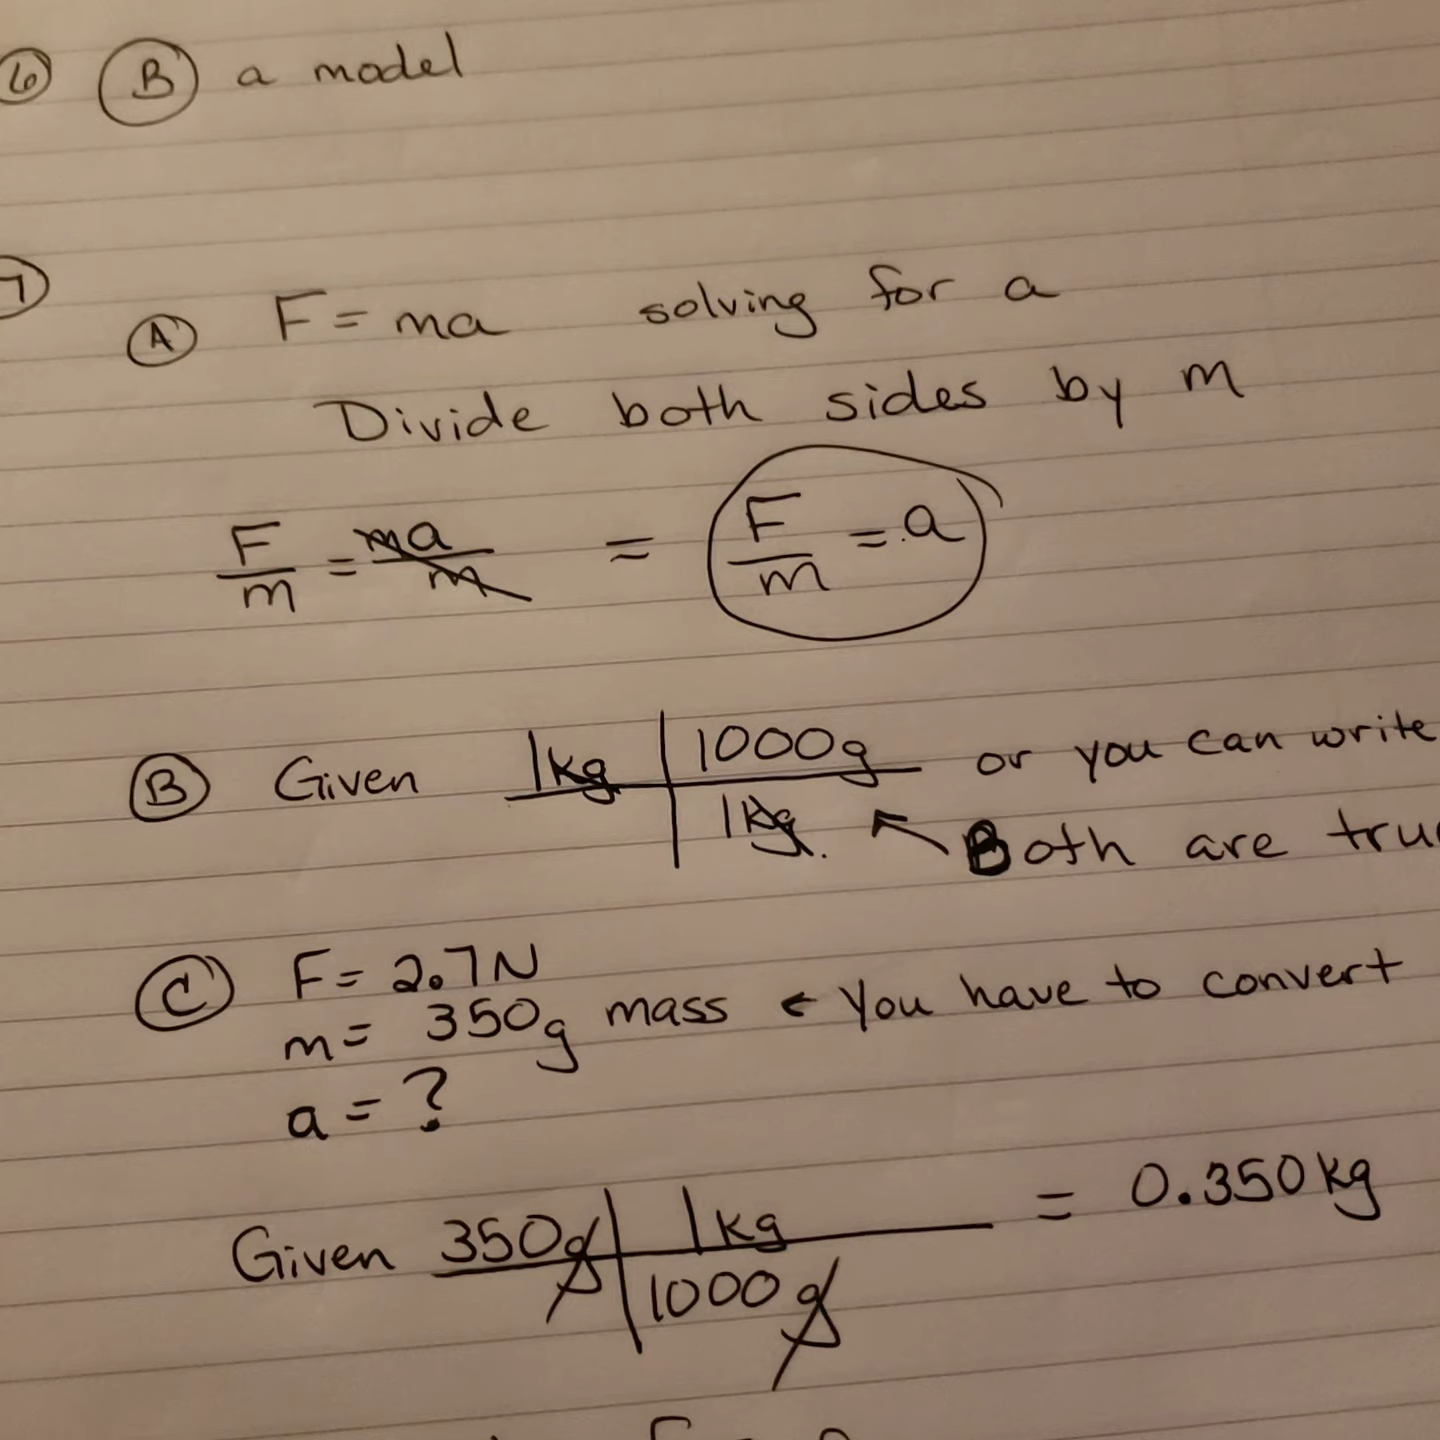 6 B a model
7
A F = ma solving for a
Divide both sides by m
F/m = ma/m = F/m = a
B Given 1kg | 1000g or you can write
1kg. ← Both are
C F = 2.7N
m = 350g mass ← You have to convert
a = ?
Given 350g | 1kg = 0.350kg
1000g